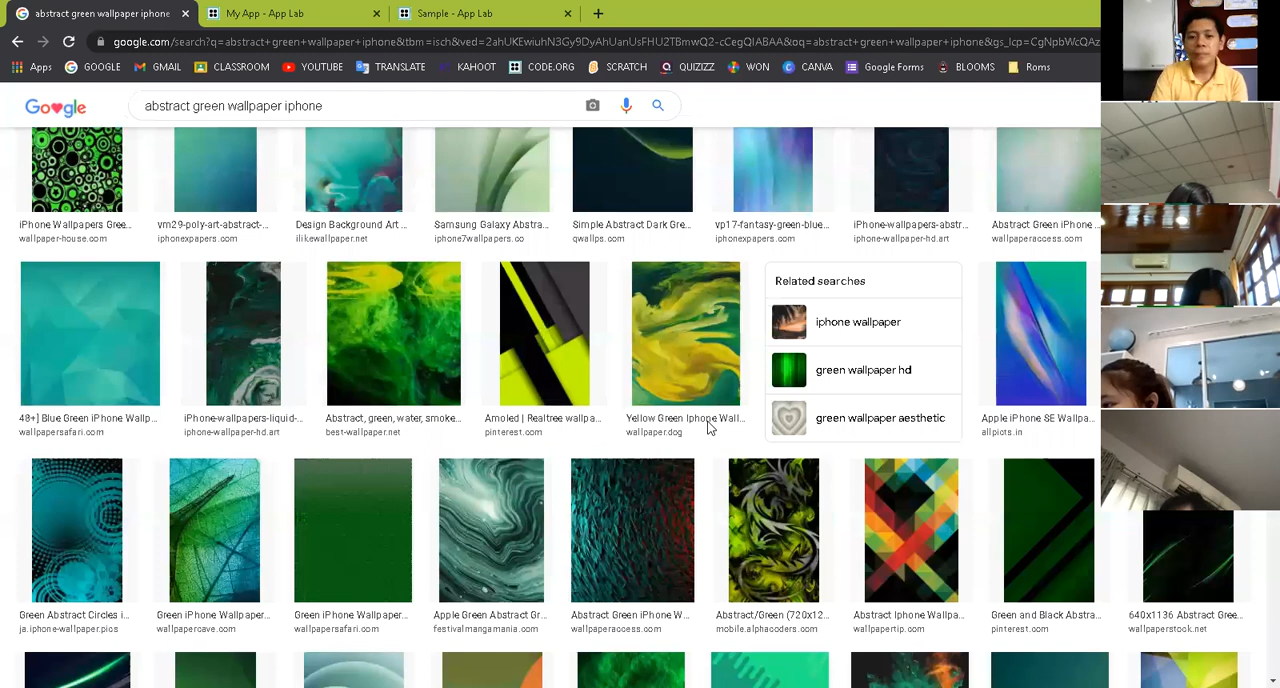 abstract green wallpaper iphone
My App - App Lab
Sample - App Lab
google.com/search?q=abstract+green+wallpaper+iphone&tbm=isch&ved=2ahUKEwiuhN3Gy9DyAhUanUsFHU2TBmwQ2-cCegQIABAA&oq=abstract+green+wallpaper+iphone&gs_lcp=CgNpbWcQAz
Apps
GOOGLE
GMAIL
CLASSROOM
YOUTUBE
TRANSLATE
KAHOOT
CODE.ORG
SCRATCH
QUIZIZZ
WON
CANVA
Google Forms
BLOOMS
Roms
abstract green wallpaper iphone
iPhone Wallpapers Gree...
wallpaper-house.com
vm29-poly-art-abstract-...
iphonexpapers.com
Design Background Art ...
ilikewallpaper.net
Samsung Galaxy Abstra...
iphone7wallpapers.co
Simple Abstract Dark Gre...
qwallps.com
vp17-fantasy-green-blue...
iphonexpapers.com
iPhone-wallpapers-abstr...
iphone-wallpaper-hd.art
Abstract Green iPhone ...
wallpaperaccess.com
48+] Blue Green iPhone Wallp...
wallpapersafari.com
iPhone-wallpapers-liquid-...
iphone-wallpaper-hd.art
Abstract, green, water, smoke...
best-wallpaper.net
Amoled | Realtree wallpa...
pinterest.com
Yellow Green Iphone Wall...
wallpaper.dog
Related searches
iphone wallpaper
green wallpaper hd
green wallpaper aesthetic
Apple iPhone SE Wallpa...
allpicts.in
Green Abstract Circles i...
ja.iphone-wallpaper.pics
Green iPhone Wallpaper...
wallpapercave.com
Green iPhone Wallpaper...
wallpapersafari.com
Apple Green Abstract Gr...
festivalmangamania.com
Abstract Green iPhone W...
wallpaperaccess.com
Abstract/Green (720x12...
mobile.alphacoders.com
Abstract Iphone Wallpa...
wallpapertip.com
Green and Black Abstra...
pinterest.com
640x1136 Abstract Gree...
wallpaperstock.net